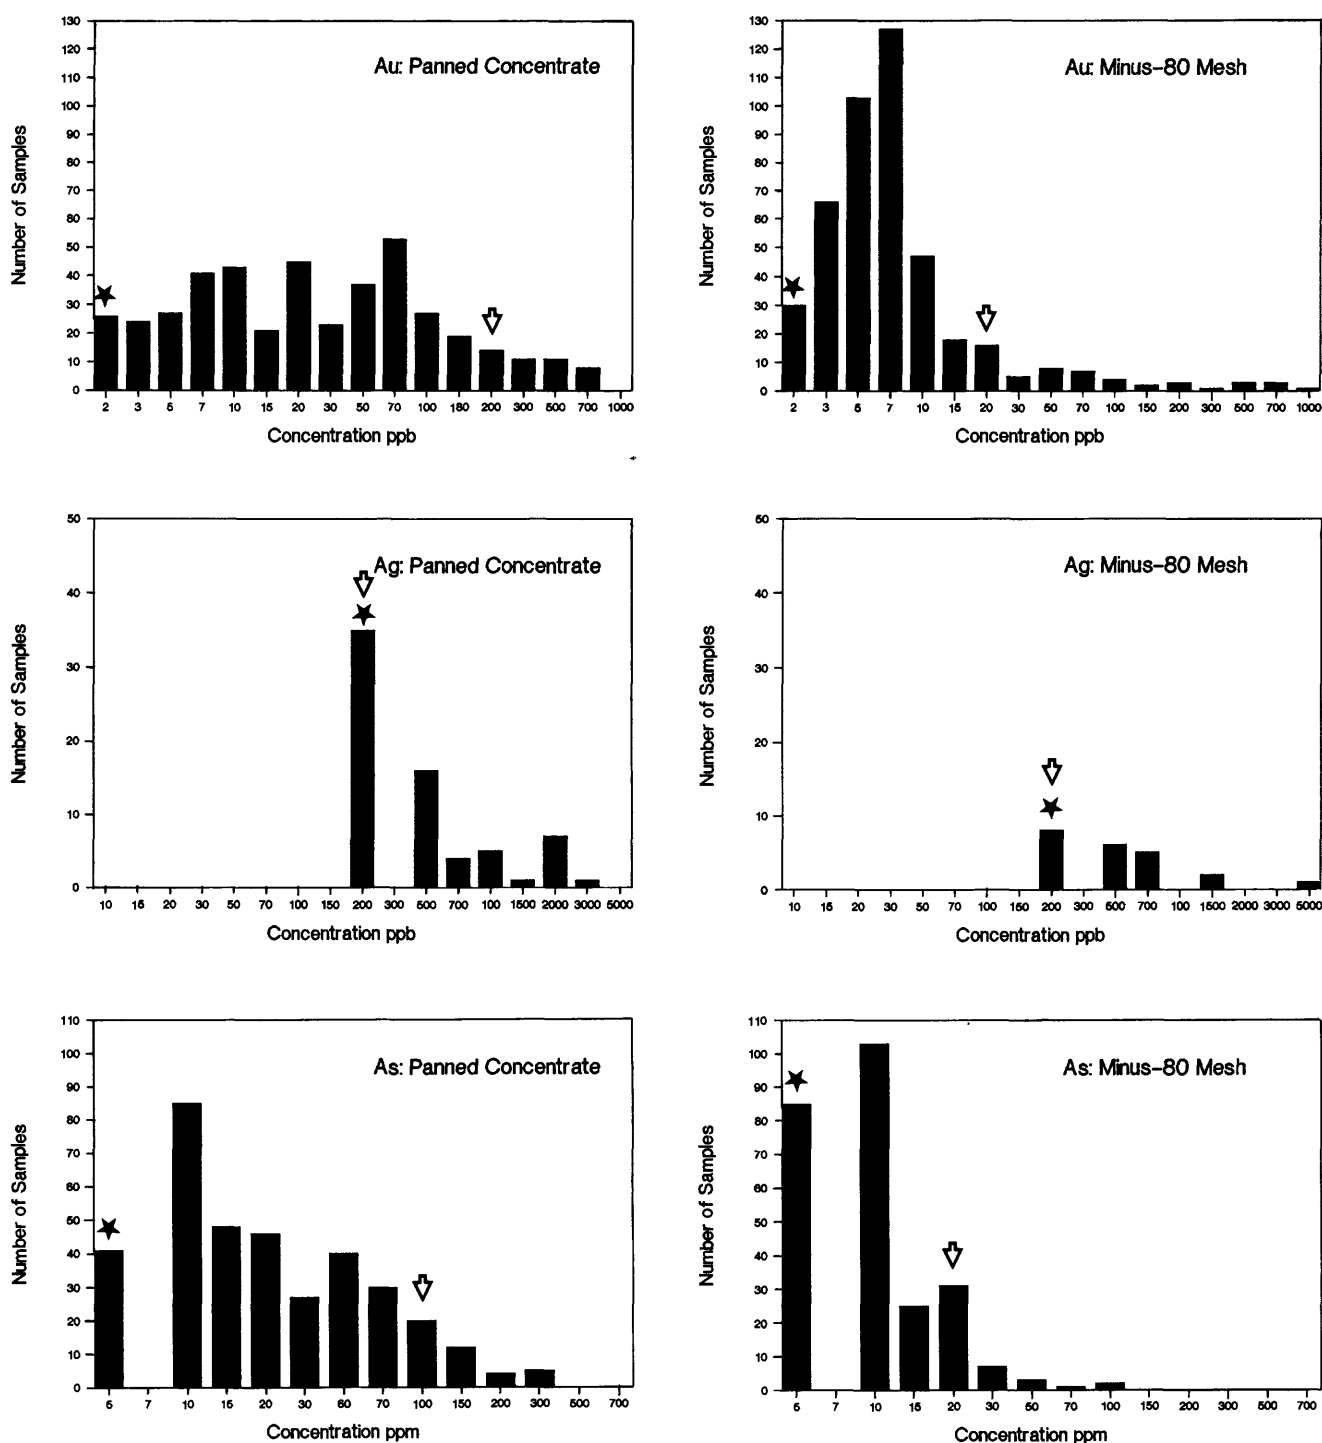 Au: Panned Concentrate
Number of Samples
130
120
110
100
90
80
70
60
50
40
30
20
10
0
2 3 5 7 10 15 20 30 50 70 100 180 200 300 500 700 1000
Concentration ppb
Au: Minus-80 Mesh
Number of Samples
130
120
110
100
90
80
70
60
50
40
30
20
10
0
2 3 5 7 10 15 20 30 50 70 100 150 200 300 500 700 1000
Concentration ppb
Ag: Panned Concentrate
Number of Samples
50
40
30
20
10
0
10 15 20 30 50 70 100 150 200 300 500 700 100 1500 2000 3000 5000
Concentration ppb
Ag: Minus-80 Mesh
Number of Samples
50
40
30
20
10
0
10 15 20 30 50 70 100 150 200 300 500 700 100 1500 2000 3000 5000
Concentration ppb
As: Panned Concentrate
Number of Samples
110
100
90
80
70
60
50
40
30
20
10
0
5 7 10 15 20 30 50 70 100 150 200 300 500 700
Concentration ppm
As: Minus-80 Mesh
Number of Samples
110
100
90
80
70
60
50
40
30
20
10
0
5 7 10 15 20 30 50 70 100 150 200 300 500 700
Concentration ppm